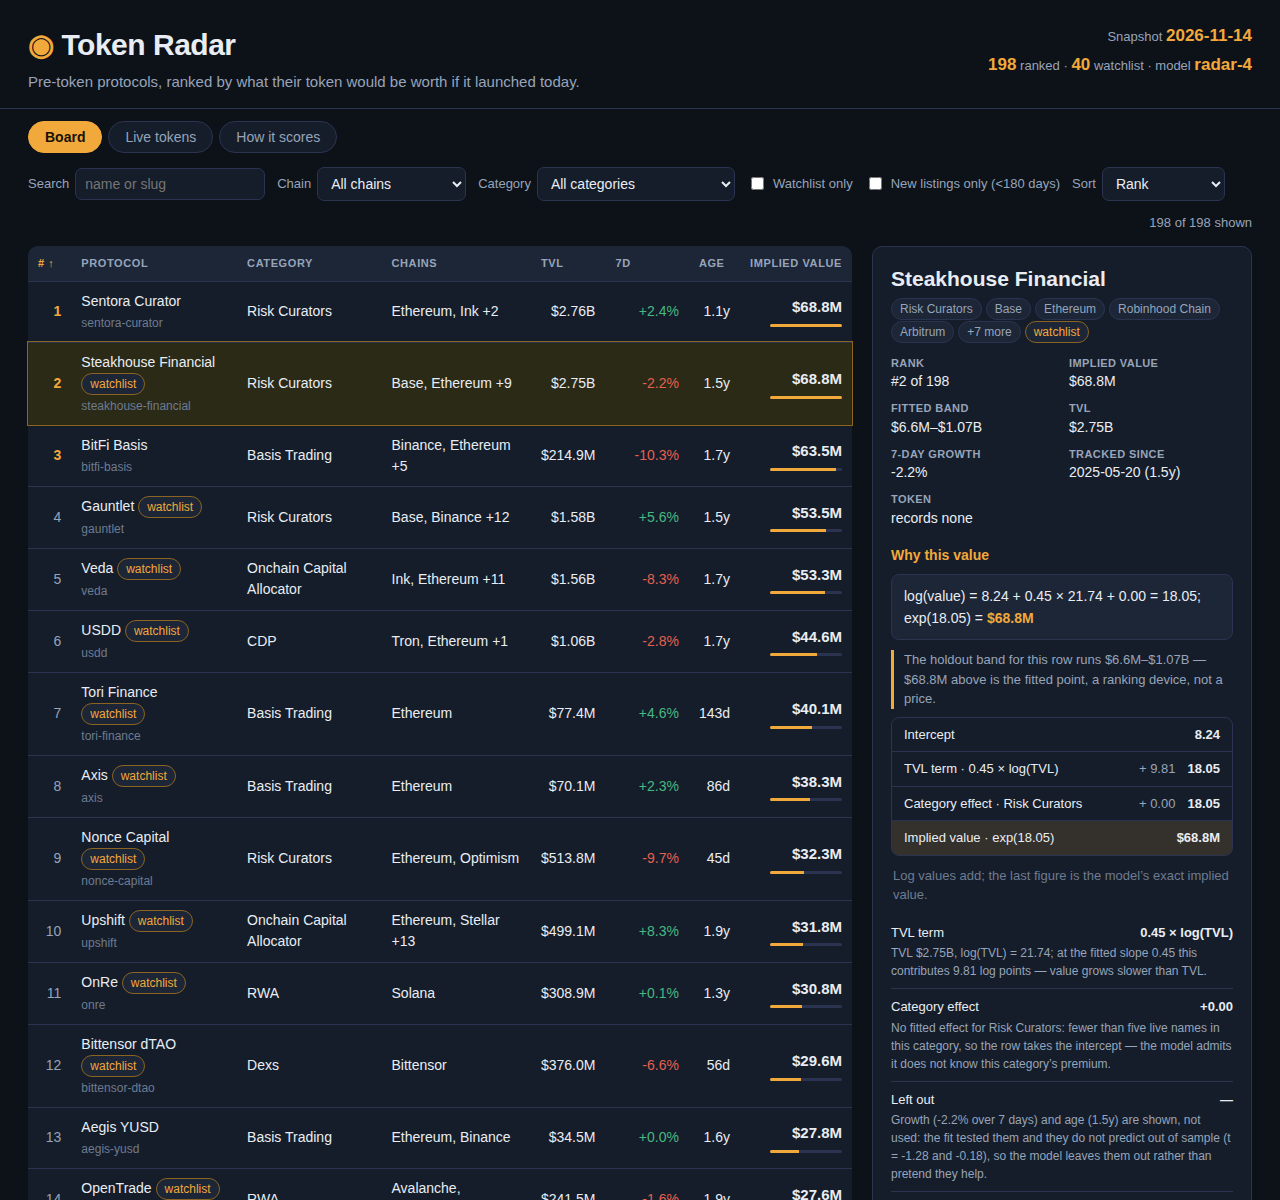 ◉ Token Radar
Pre-token protocols, ranked by what their token would be worth if it launched today.
Snapshot 2026-11-14
198 ranked · 40 watchlist · model radar-4
Board Live tokens How it scores
Search name or slug Chain All chains Category All categories Watchlist only New listings only (<180 days) Sort Rank
198 of 198 shown
# ↑ PROTOCOL CATEGORY CHAINS TVL 7D AGE IMPLIED VALUE
1 Sentora Curator Risk Curators Ethereum, Ink +2 $2.76B +2.4% 1.1y $68.8M
sentora-curator
2 Steakhouse Financial watchlist Risk Curators Base, Ethereum +9 $2.75B -2.2% 1.5y $68.8M
steakhouse-financial
3 BitFi Basis Basis Trading Binance, Ethereum +5 $214.9M -10.3% 1.7y $63.5M
bitfi-basis
4 Gauntlet watchlist Risk Curators Base, Binance +12 $1.58B +5.6% 1.5y $53.5M
gauntlet
5 Veda watchlist Onchain Capital Allocator Ink, Ethereum +11 $1.56B -8.3% 1.7y $53.3M
veda
6 USDD watchlist CDP Tron, Ethereum +1 $1.06B -2.8% 1.7y $44.6M
usdd
7 Tori Finance watchlist Basis Trading Ethereum $77.4M +4.6% 143d $40.1M
tori-finance
8 Axis watchlist Basis Trading Ethereum $70.1M +2.3% 86d $38.3M
axis
9 Nonce Capital watchlist Risk Curators Ethereum, Optimism $513.8M -9.7% 45d $32.3M
nonce-capital
10 Upshift watchlist Onchain Capital Allocator Ethereum, Stellar +13 $499.1M +8.3% 1.9y $31.8M
upshift
11 OnRe watchlist RWA Solana $308.9M +0.1% 1.3y $30.8M
onre
12 Bittensor dTAO watchlist Dexs Bittensor $376.0M -6.6% 56d $29.6M
bittensor-dtao
13 Aegis YUSD Basis Trading Ethereum, Binance $34.5M +0.0% 1.6y $27.8M
aegis-yusd
14 OpenTrade watchlist RWA Avalanche, $241.5M -1.6% 1.9y $27.6M
Steakhouse Financial
Risk Curators Base Ethereum Robinhood Chain
Arbitrum +7 more watchlist
RANK IMPLIED VALUE
#2 of 198 $68.8M
FITTED BAND TVL
$6.6M–$1.07B $2.75B
7-DAY GROWTH TRACKED SINCE
-2.2% 2025-05-20 (1.5y)
TOKEN
records none
Why this value
log(value) = 8.24 + 0.45 × 21.74 + 0.00 = 18.05;
exp(18.05) = $68.8M
The holdout band for this row runs $6.6M–$1.07B —
$68.8M above is the fitted point, a ranking device, not a
price.
Intercept 8.24
TVL term · 0.45 × log(TVL) + 9.81 18.05
Category effect · Risk Curators + 0.00 18.05
Implied value · exp(18.05) $68.8M
Log values add; the last figure is the model's exact implied
value.
TVL term 0.45 × log(TVL)
TVL $2.75B, log(TVL) = 21.74; at the fitted slope 0.45 this
contributes 9.81 log points — value grows slower than TVL.
Category effect +0.00
No fitted effect for Risk Curators: fewer than five live names in
this category, so the row takes the intercept — the model admits
it does not know this category's premium.
Left out —
Growth (-2.2% over 7 days) and age (1.5y) are shown, not
used: the fit tested them and they do not predict out of sample (t
= -1.28 and -0.18), so the model leaves them out rather than
pretend they help.